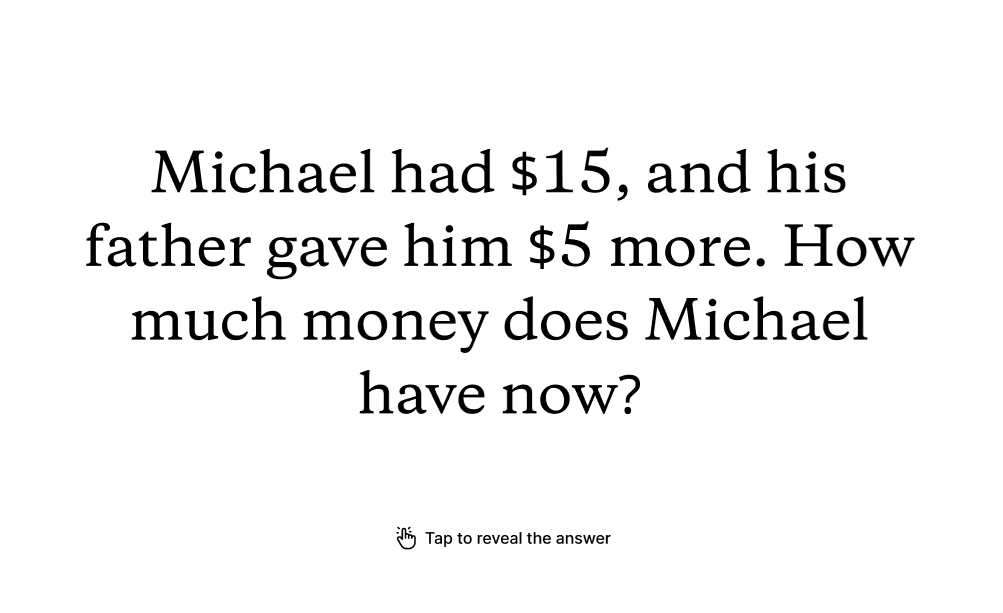 Michael had $15, and his
father gave him $5 more. How
much money does Michael
have now?
Tap to reveal the answer